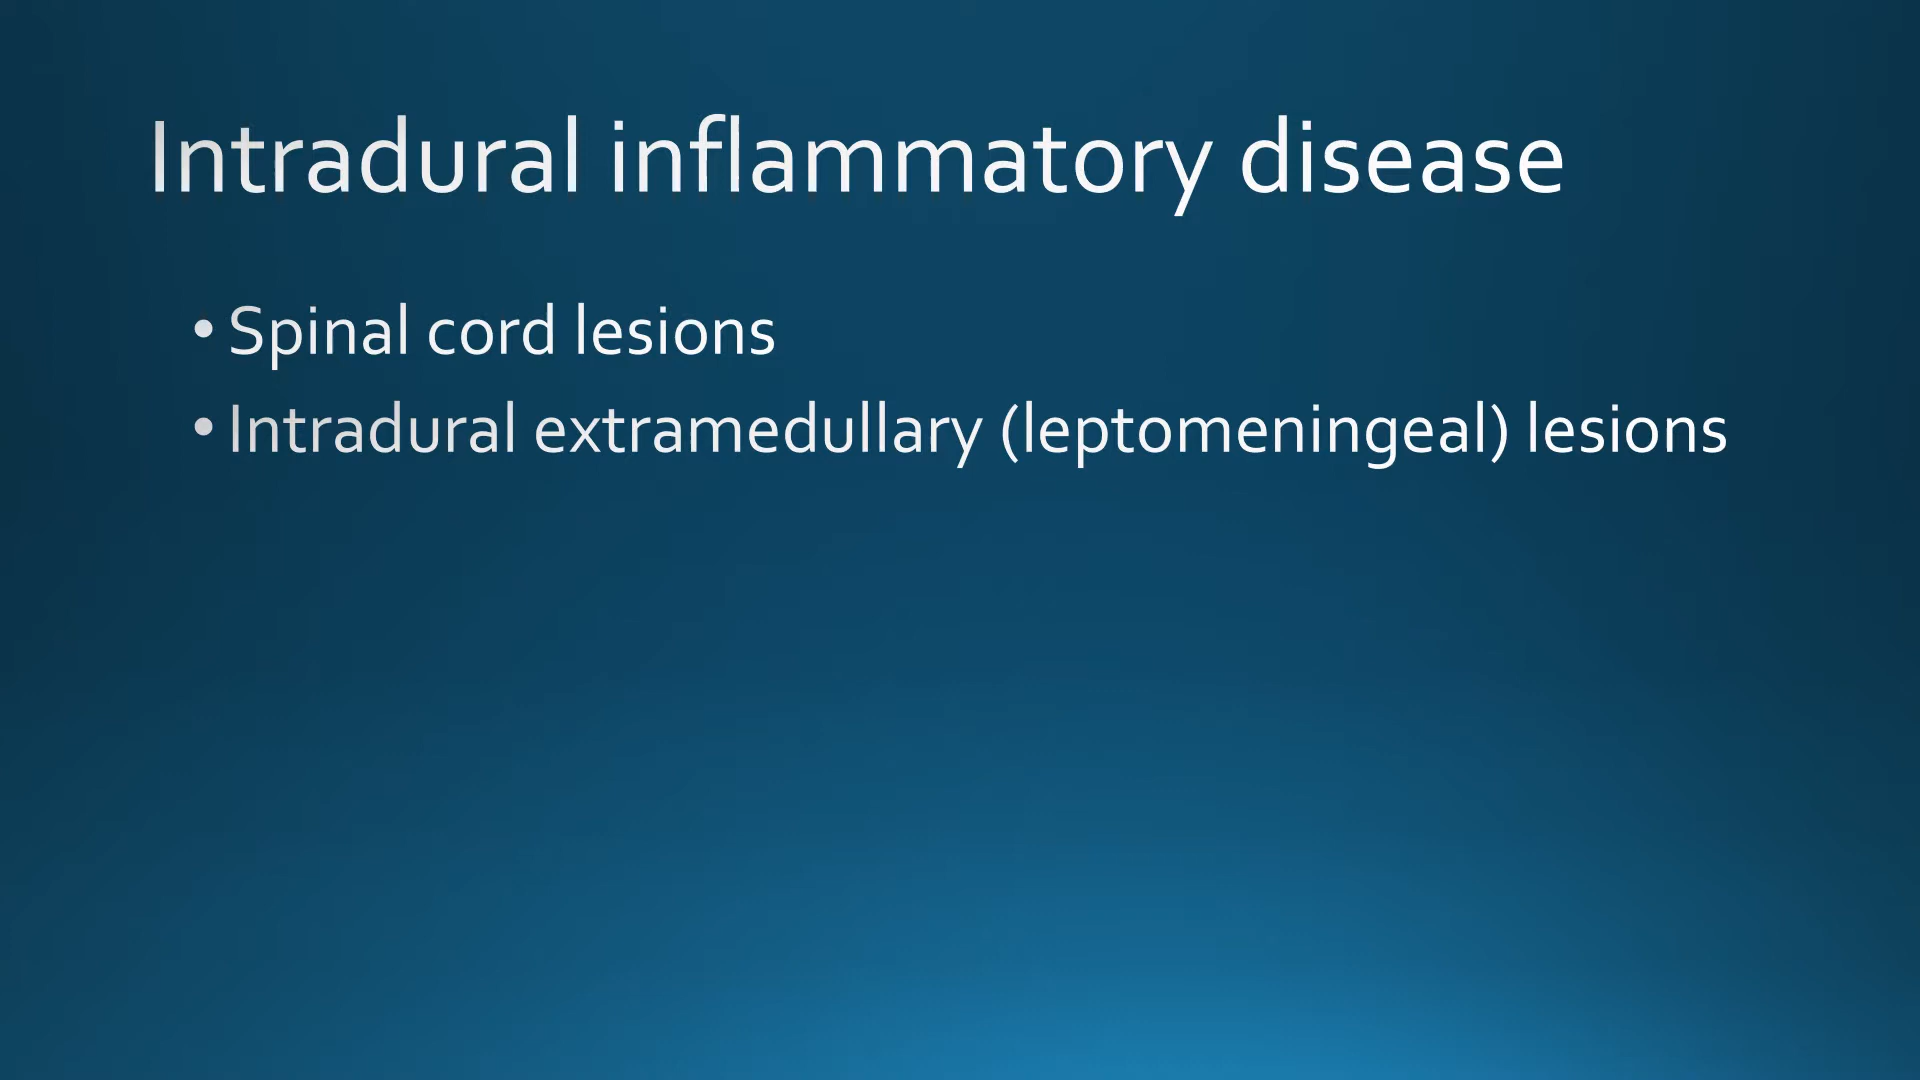 Intradural inflammatory disease
• Spinal cord lesions
• Intradural extramedullary (leptomeningeal) lesions